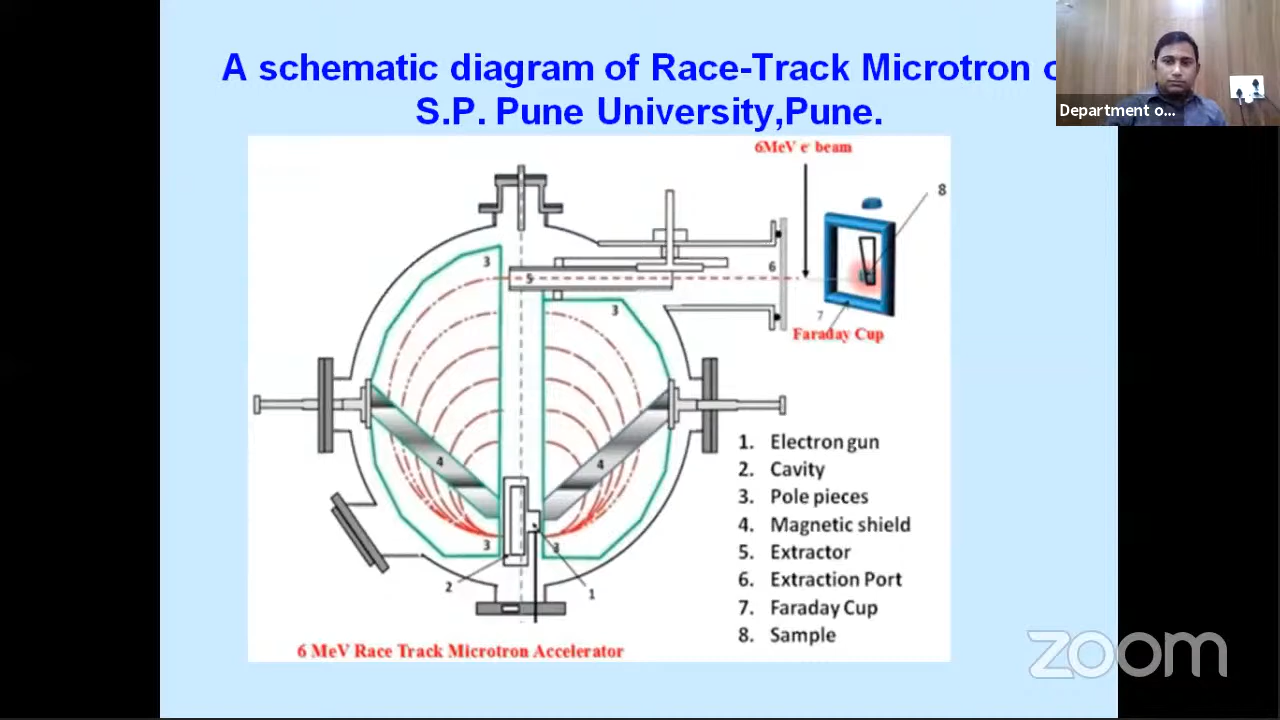 A schematic diagram of Race-Track Microtron o
S.P. Pune University,Pune.
Department o...
6MeV e⁻ beam
8
3
5
6
3
7
Faraday Cup
4
4
3
3
2
1
1. Electron gun
2. Cavity
3. Pole pieces
4. Magnetic shield
5. Extractor
6. Extraction Port
7. Faraday Cup
8. Sample
6 MeV Race Track Microtron Accelerator
zoom